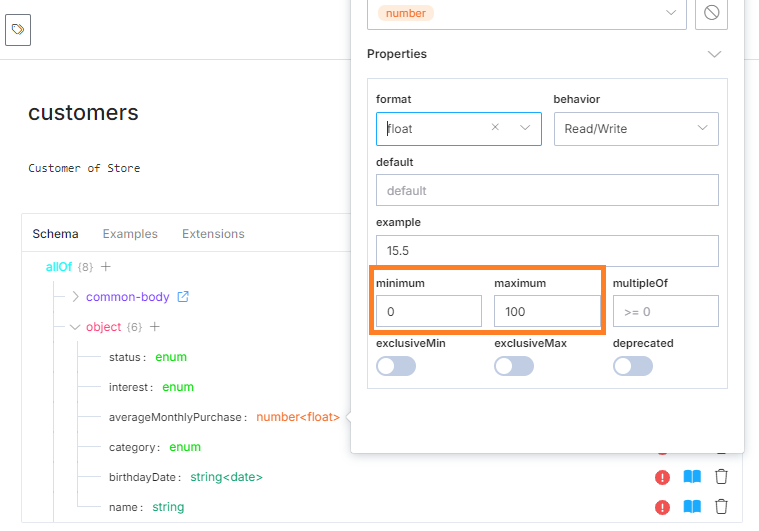 number
Properties
format behavior
float Read/Write
default
default
example
15.5
minimum maximum multipleOf
0 100 >= 0
exclusiveMin exclusiveMax deprecated
customers
Customer of Store
Schema Examples Extensions
allOf {8} +
common-body
object {6} +
status: enum
interest: enum
averageMonthlyPurchase: number<float>
category: enum
birthdayDate: string<date>
name: string